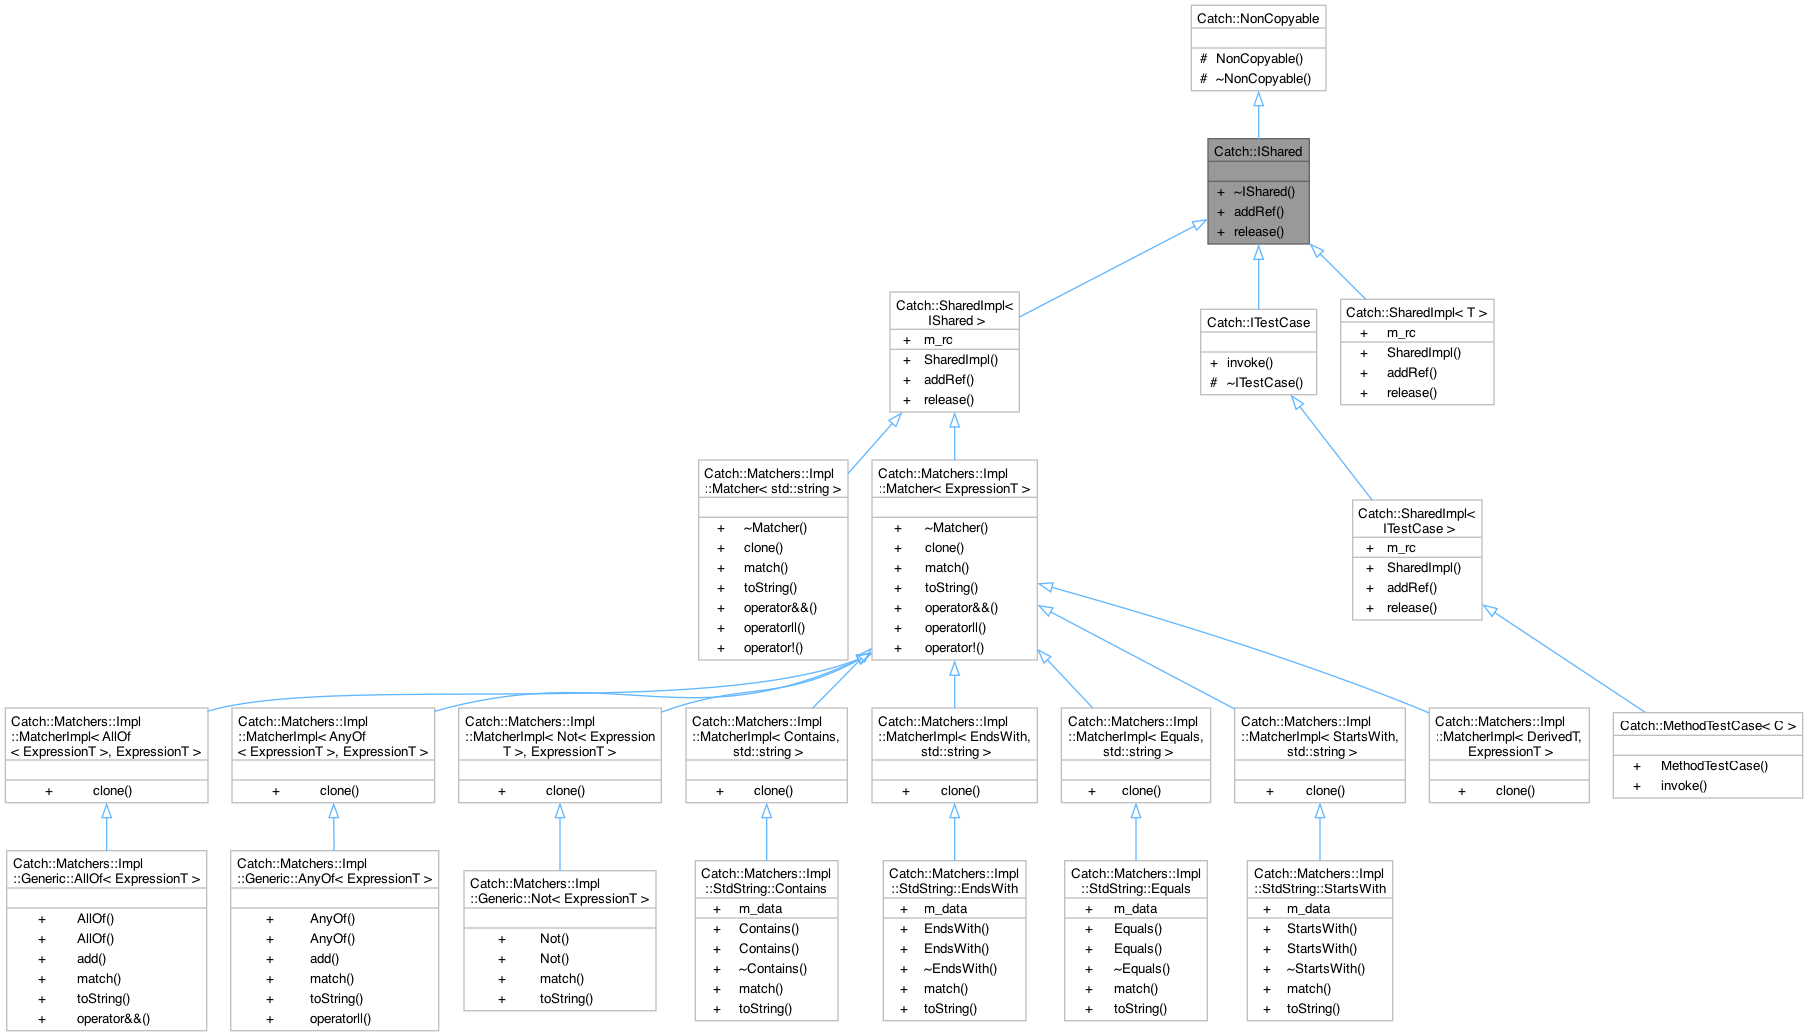 Catch::NonCopyable
# NonCopyable()
# ~NonCopyable()
Catch::IShared
+ ~IShared()
+ addRef()
+ release()
Catch::SharedImpl<
IShared >
+ m_rc
+ SharedImpl()
+ addRef()
+ release()
Catch::ITestCase
+ invoke()
# ~ITestCase()
Catch::SharedImpl< T >
+ m_rc
+ SharedImpl()
+ addRef()
+ release()
Catch::Matchers::Impl
::Matcher< std::string >
+ ~Matcher()
+ clone()
+ match()
+ toString()
+ operator&&()
+ operator||()
+ operator!()
Catch::Matchers::Impl
::Matcher< ExpressionT >
+ ~Matcher()
+ clone()
+ match()
+ toString()
+ operator&&()
+ operator||()
+ operator!()
Catch::SharedImpl<
ITestCase >
+ m_rc
+ SharedImpl()
+ addRef()
+ release()
Catch::Matchers::Impl
::MatcherImpl< AllOf
< ExpressionT >, ExpressionT >
+ clone()
Catch::Matchers::Impl
::MatcherImpl< AnyOf
< ExpressionT >, ExpressionT >
+ clone()
Catch::Matchers::Impl
::MatcherImpl< Not< Expression
T >, ExpressionT >
+ clone()
Catch::Matchers::Impl
::MatcherImpl< Contains,
std::string >
+ clone()
Catch::Matchers::Impl
::MatcherImpl< EndsWith,
std::string >
+ clone()
Catch::Matchers::Impl
::MatcherImpl< Equals,
std::string >
+ clone()
Catch::Matchers::Impl
::MatcherImpl< StartsWith,
std::string >
+ clone()
Catch::Matchers::Impl
::MatcherImpl< DerivedT,
ExpressionT >
+ clone()
Catch::MethodTestCase< C >
+ MethodTestCase()
+ invoke()
Catch::Matchers::Impl
::Generic::AllOf< ExpressionT >
+ AllOf()
+ AllOf()
+ add()
+ match()
+ toString()
+ operator&&()
Catch::Matchers::Impl
::Generic::AnyOf< ExpressionT >
+ AnyOf()
+ AnyOf()
+ add()
+ match()
+ toString()
+ operator||()
Catch::Matchers::Impl
::Generic::Not< ExpressionT >
+ Not()
+ Not()
+ match()
+ toString()
Catch::Matchers::Impl
::StdString::Contains
+ m_data
+ Contains()
+ Contains()
+ ~Contains()
+ match()
+ toString()
Catch::Matchers::Impl
::StdString::EndsWith
+ m_data
+ EndsWith()
+ EndsWith()
+ ~EndsWith()
+ match()
+ toString()
Catch::Matchers::Impl
::StdString::Equals
+ m_data
+ Equals()
+ Equals()
+ ~Equals()
+ match()
+ toString()
Catch::Matchers::Impl
::StdString::StartsWith
+ m_data
+ StartsWith()
+ StartsWith()
+ ~StartsWith()
+ match()
+ toString()